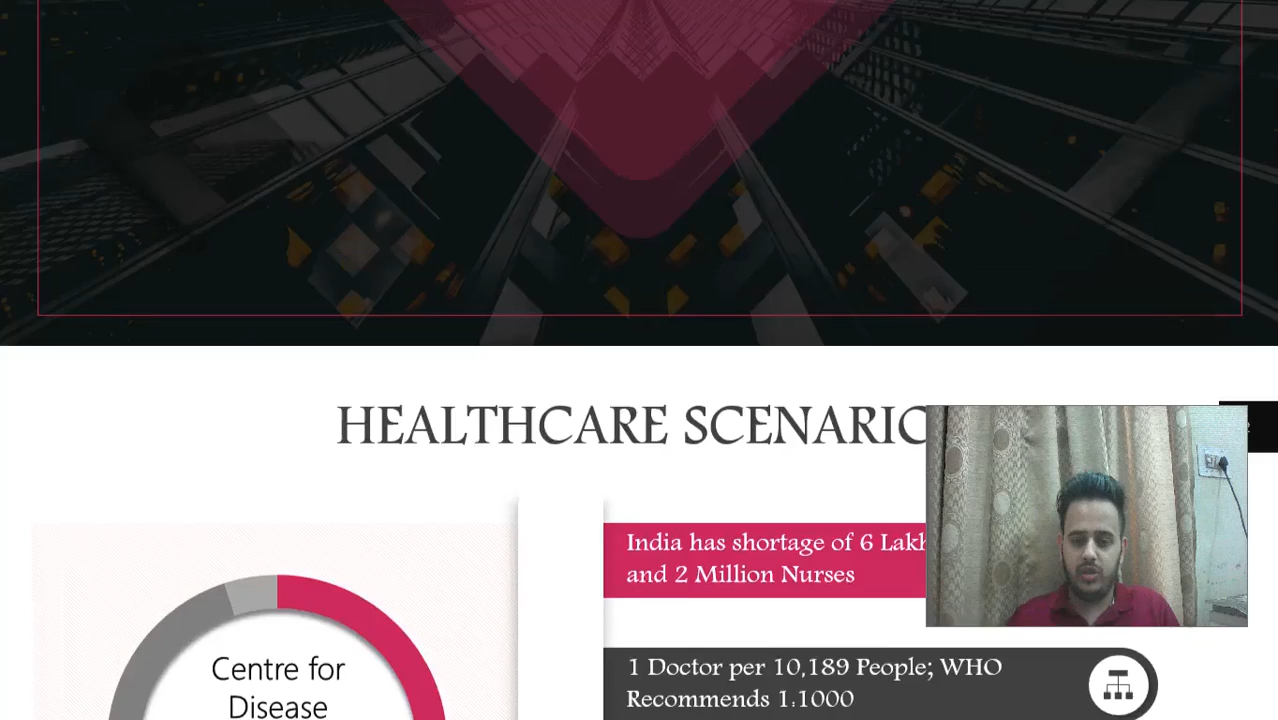 HEALTHCARE SCENARIO
India has shortage of 6 Lakh
and 2 Million Nurses
1 Doctor per 10,189 People; WHO
Recommends 1:1000
Centre for
Disease